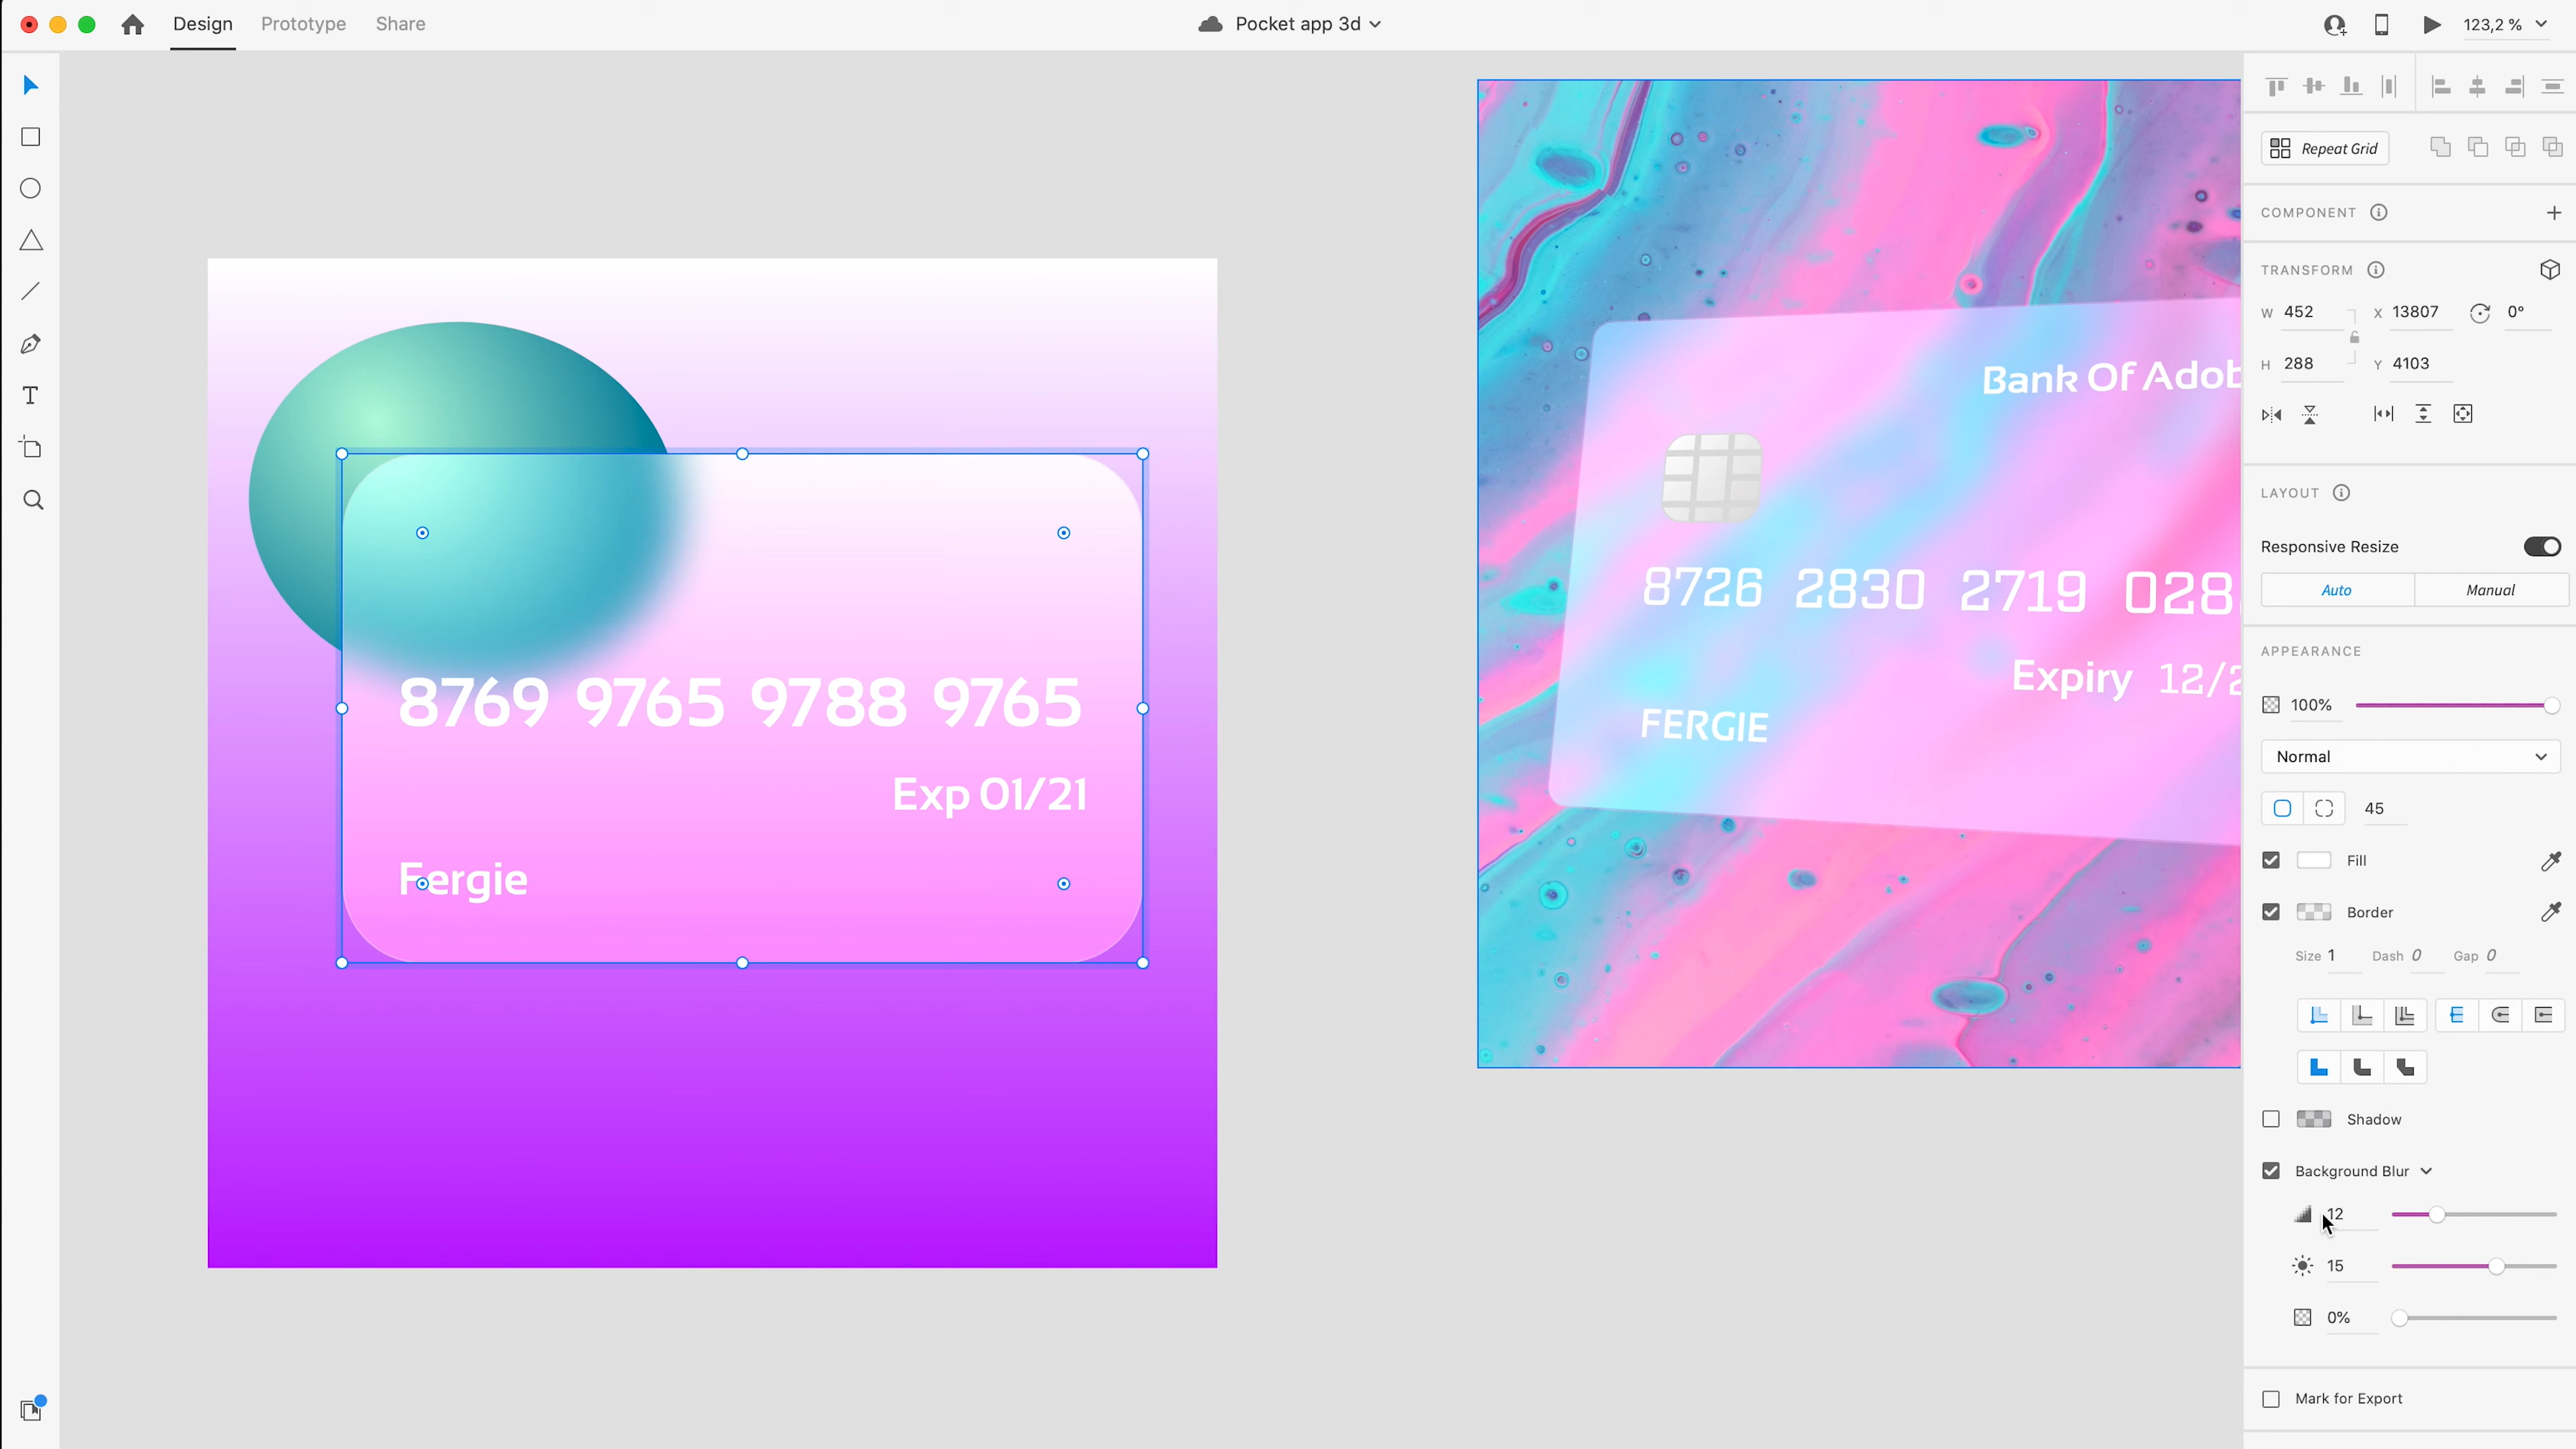 Design Prototype Share Pocket app 3d 123,2 %
Repeat Grid
COMPONENT
TRANSFORM
W 452 X 13807 0°
H 288 Y 4103
LAYOUT
Responsive Resize
Auto Manual
APPEARANCE
100%
Normal
45
Fill
Border
Size 1 Dash 0 Gap 0
Shadow
Background Blur
12
15
0%
Mark for Export
8769 9765 9788 9765
Exp 01/21
Fergie
Bank Of Adob
8726 2830 2719 028
Expiry 12/2
FERGIE